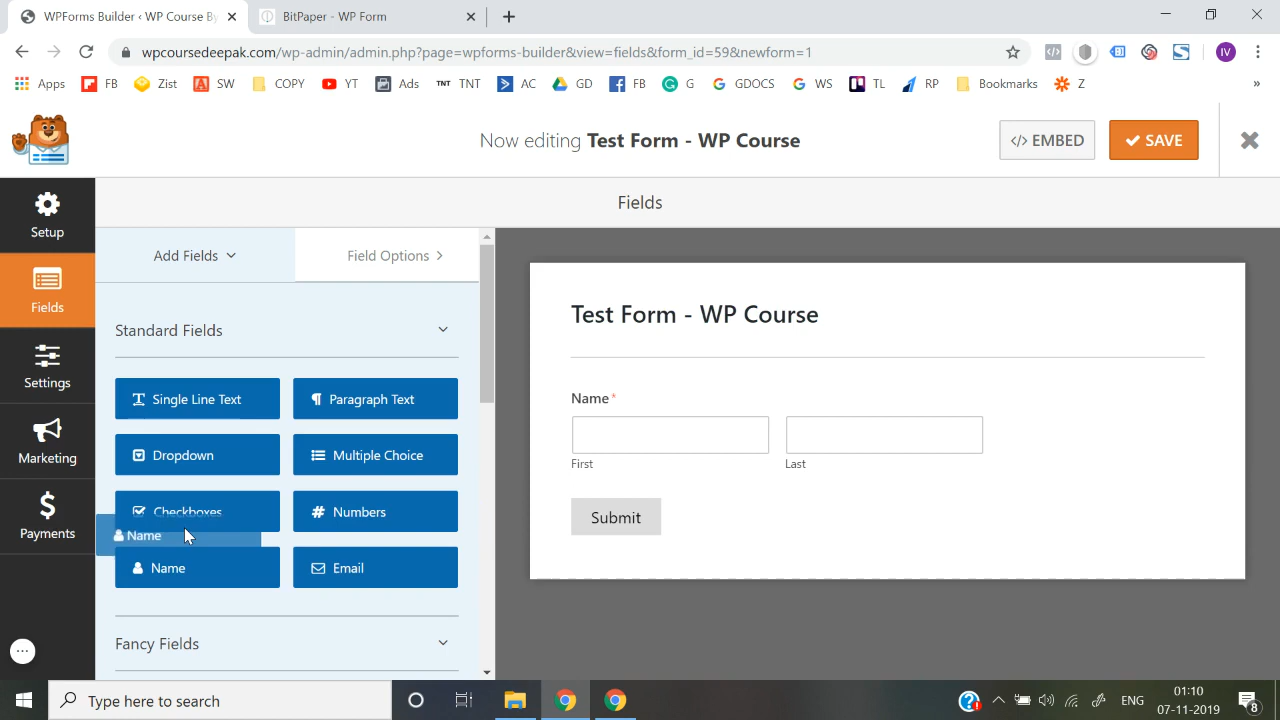 WPForms Builder ‹ WP Course By
BitPaper - WP Form
wpcoursedeepak.com/wp-admin/admin.php?page=wpforms-builder&view=fields&form_id=59&newform=1
IV
Apps FB Zist SW COPY YT Ads TNT TNT AC GD FB G GDOCS WS TL RP Bookmarks Z »
Now editing Test Form - WP Course
</> EMBED
SAVE
Fields
Setup
Fields
Settings
Marketing
Payments
Add Fields
Field Options
Standard Fields
Single Line Text
Paragraph Text
Dropdown
Multiple Choice
Checkboxes
# Numbers
Name
Name
Email
Fancy Fields
Test Form - WP Course
Name*
First
Last
Submit
Type here to search
ENG
01:10
07-11-2019
8